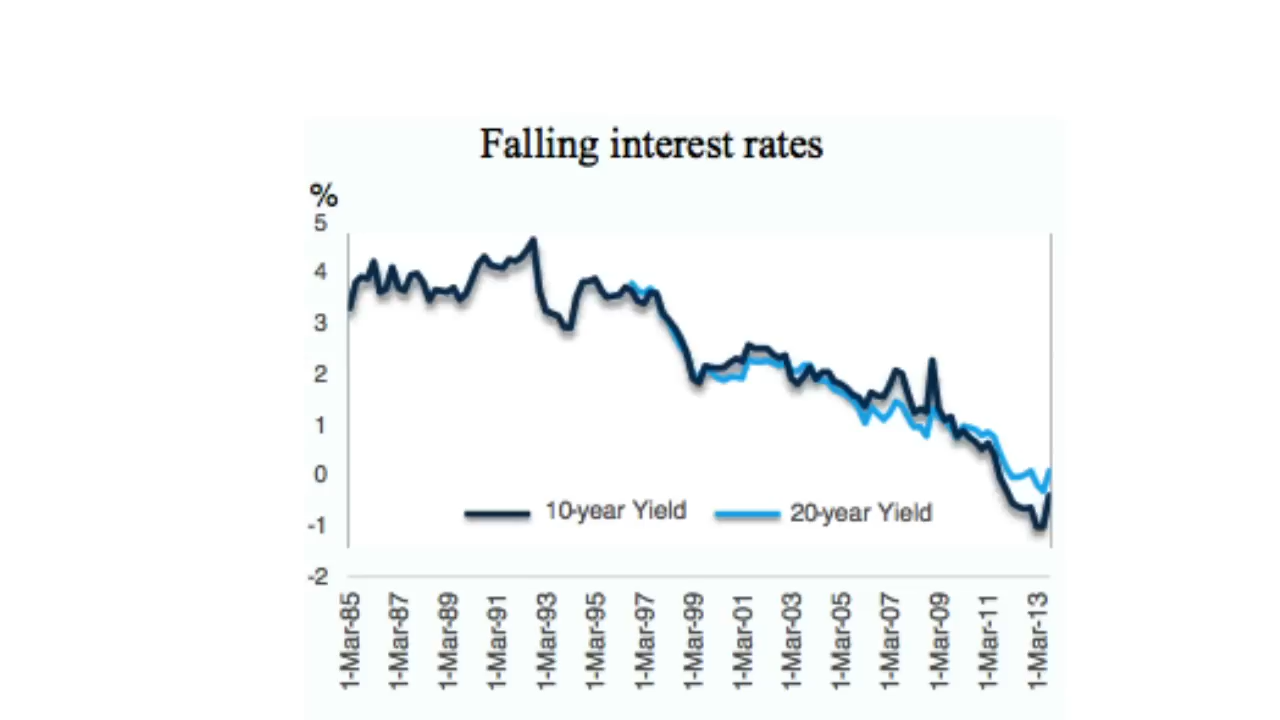 Falling interest rates
%
5
4
3
2
1
0
-1
-2
10-year Yield
20-year Yield
1-Mar-85
1-Mar-87
1-Mar-89
1-Mar-91
1-Mar-93
1-Mar-95
1-Mar-97
1-Mar-99
1-Mar-01
1-Mar-03
1-Mar-05
1-Mar-07
1-Mar-09
1-Mar-11
1-Mar-13